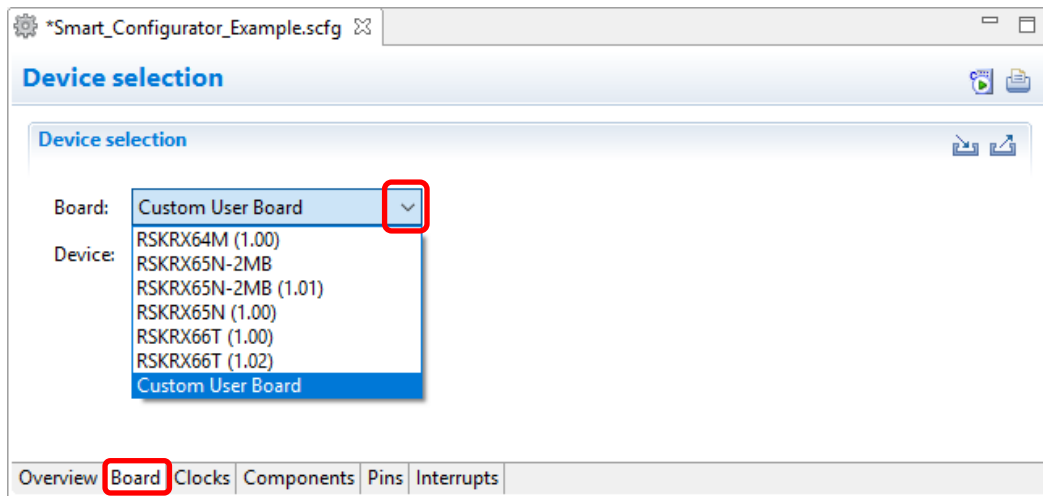 *Smart_Configurator_Example.scfg
Device selection
Device selection
Board: Custom User Board
Device:
RSKRX64M (1.00)
RSKRX65N-2MB
RSKRX65N-2MB (1.01)
RSKRX65N (1.00)
RSKRX66T (1.00)
RSKRX66T (1.02)
Custom User Board
Overview Board Clocks Components Pins Interrupts